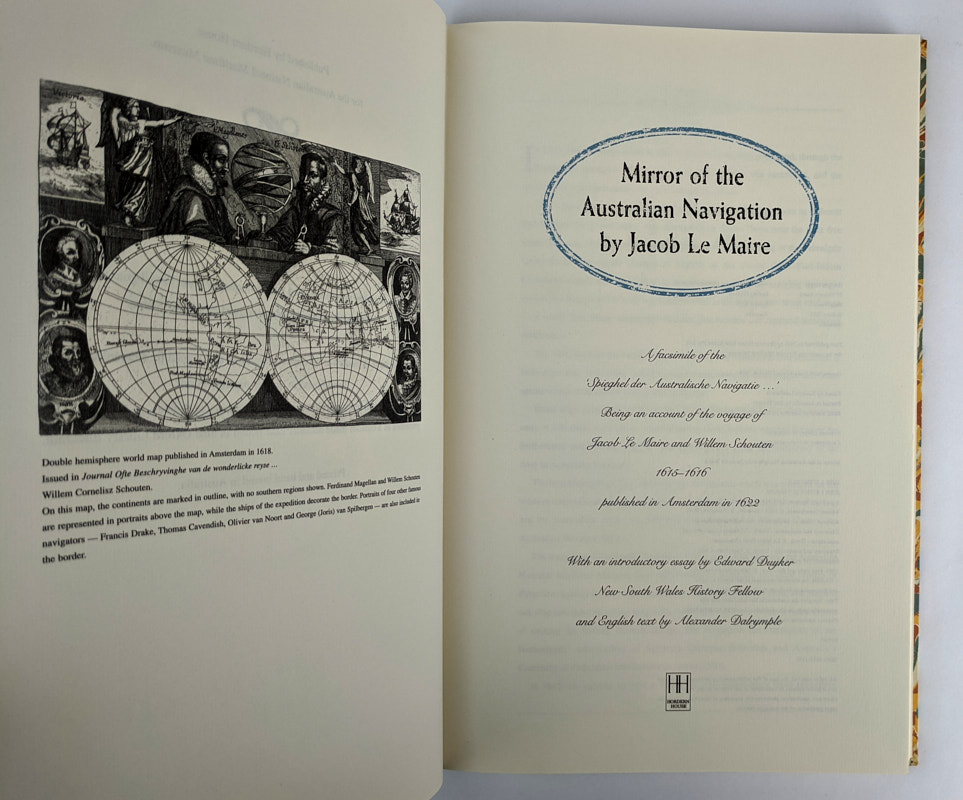 Double hemisphere world map published in Amsterdam in 1618.
Issued in Journal Ofte Beschryvinghe van de wonderlicke reyse ...
Willem Cornelisz Schouten.
On this map, the continents are marked in outline, with no southern regions shown. Ferdinand Magellan and Willem Schouten
are represented in portraits above the map, while the ships of the expedition decorate the border. Portraits of four other famous
navigators — Francis Drake, Thomas Cavendish, Olivier van Noort and George (Joris) van Spilbergen — are also included in
the border.
Mirror of the
Australian Navigation
by Jacob Le Maire
A facsimile of the
'Spieghel der Australische Navigatie ...'
Being an account of the voyage of
Jacob Le Maire and Willem Schouten
1615–1616
published in Amsterdam in 1622
With an introductory essay by Edward Duyker
New South Wales History Fellow
and English text by Alexander Dalrymple
HH
HORDERN
HOUSE